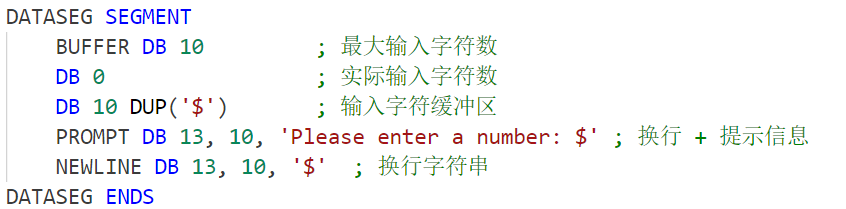 DATASEG SEGMENT
    BUFFER DB 10         ; 最大输入字符数
    DB 0                 ; 实际输入字符数
    DB 10 DUP('$')       ; 输入字符缓冲区
    PROMPT DB 13, 10, 'Please enter a number: $' ; 换行 + 提示信息
    NEWLINE DB 13, 10, '$'  ; 换行字符串
DATASEG ENDS